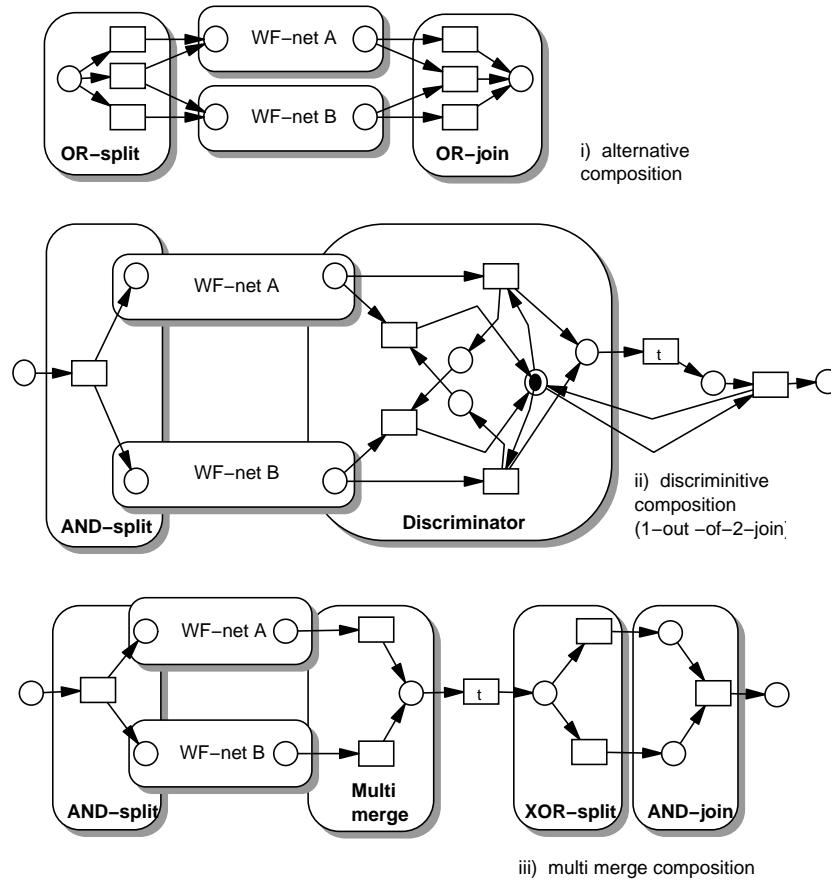 WF−net A
WF−net B
OR−split
OR−join
i) alternative
composition
WF−net A
t
WF−net B
AND−split
Discriminator
ii) discriminitive
composition
(1−out −of−2−join)
WF−net A
t
WF−net B
AND−split
Multi
merge
XOR−split
AND−join
iii) multi merge composition